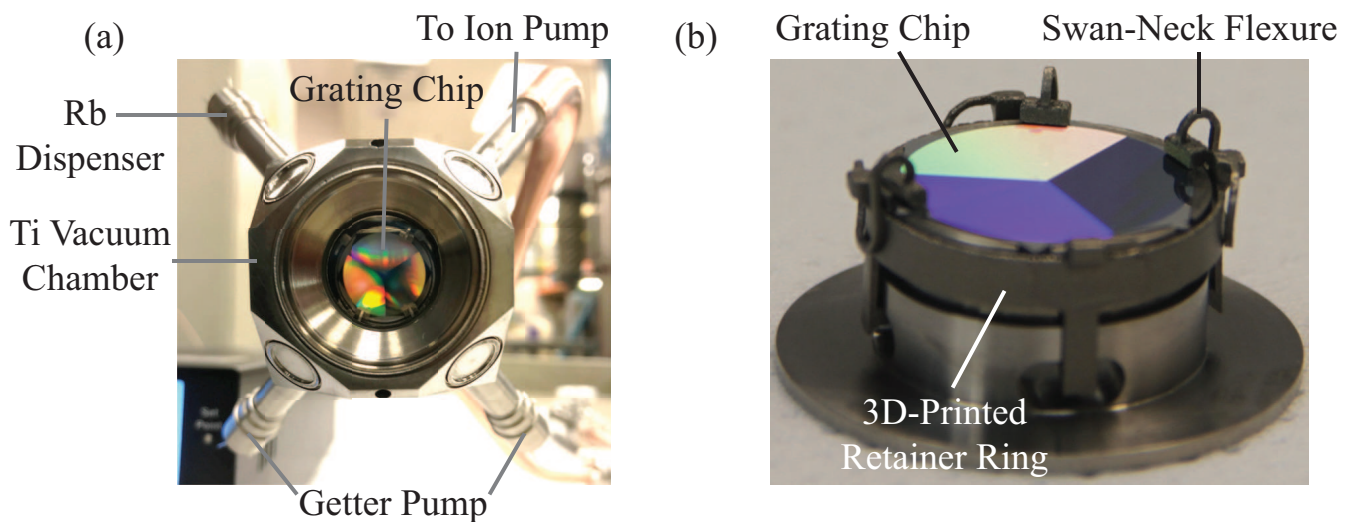 (a)
To Ion Pump
Grating Chip
Rb
Dispenser
Ti Vacuum
Chamber
Getter Pump
(b)
Grating Chip
Swan-Neck Flexure
3D-Printed
Retainer Ring